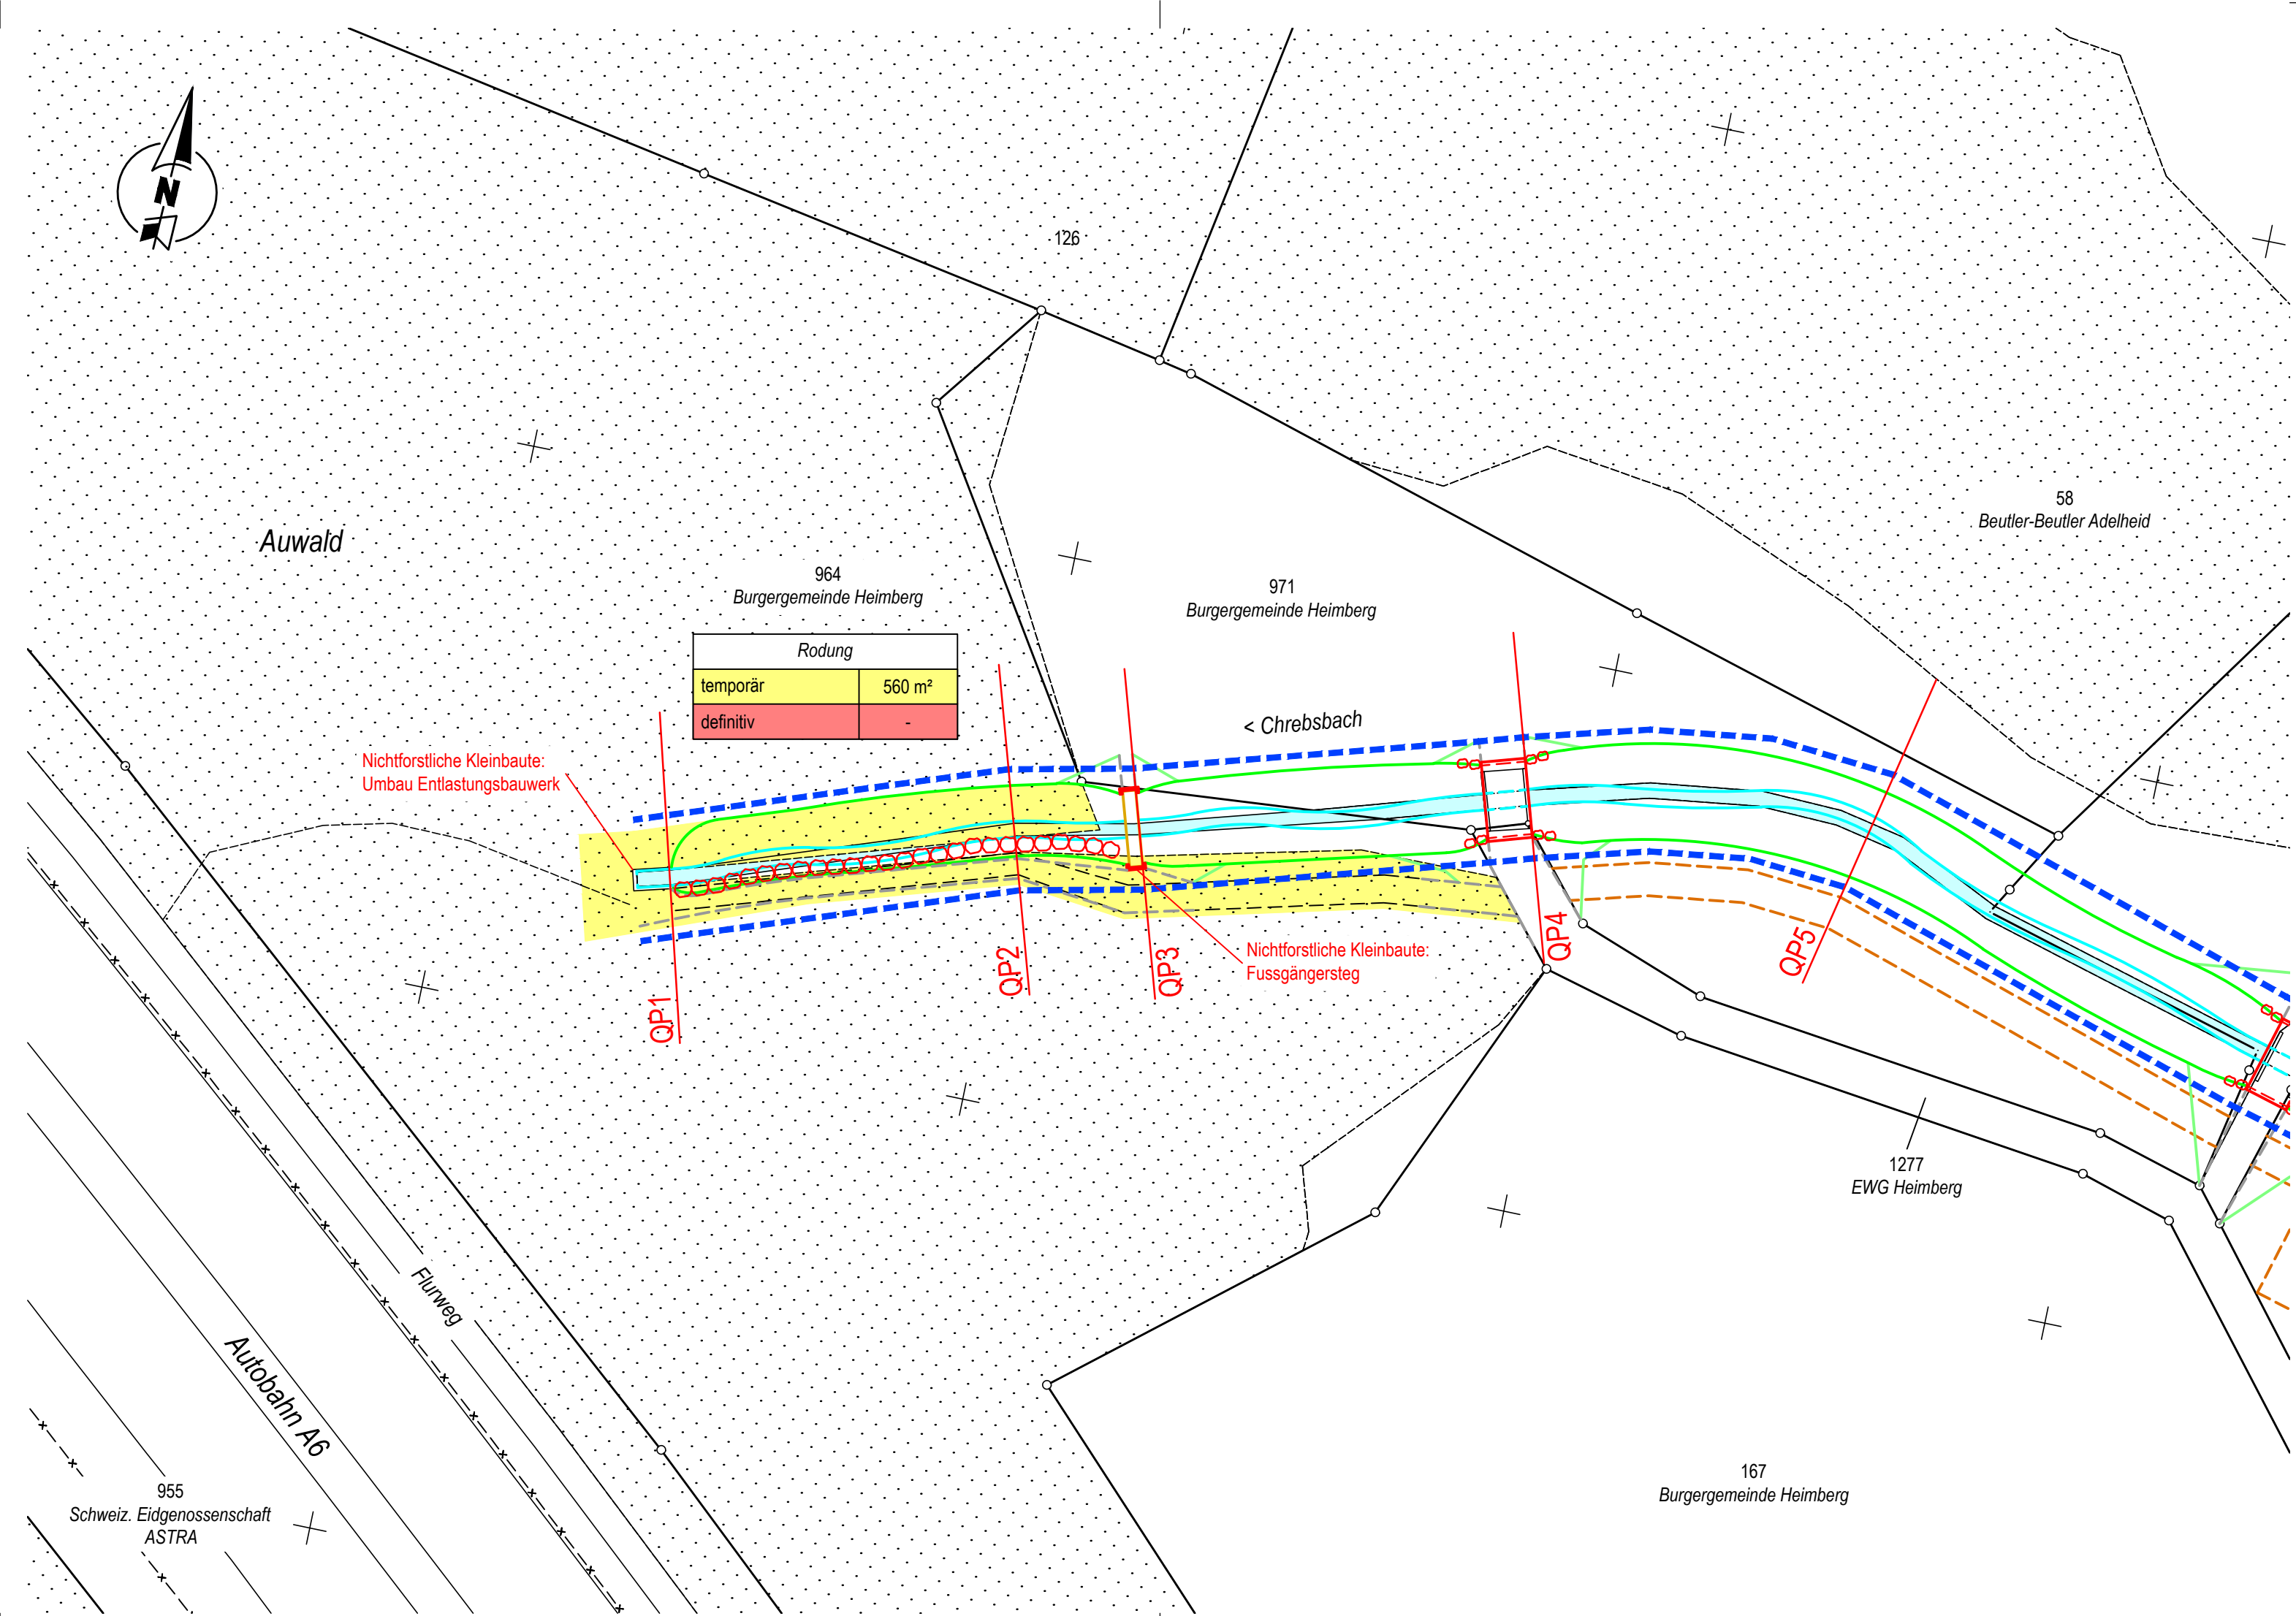 N
126
58
Beutler-Beutler Adelheid
Auwald
964
Burgergemeinde Heimberg
971
Burgergemeinde Heimberg
Rodung
temporär 560 m²
definitiv -
< Chrebsbach
Nichtforstliche Kleinbaute:
Umbau Entlastungsbauwerk
QP1
QP2
QP3
QP4
QP5
Nichtforstliche Kleinbaute:
Fussgängersteg
1277
EWG Heimberg
Flurweg
Autobahn A6
955
Schweiz. Eidgenossenschaft
ASTRA
167
Burgergemeinde Heimberg